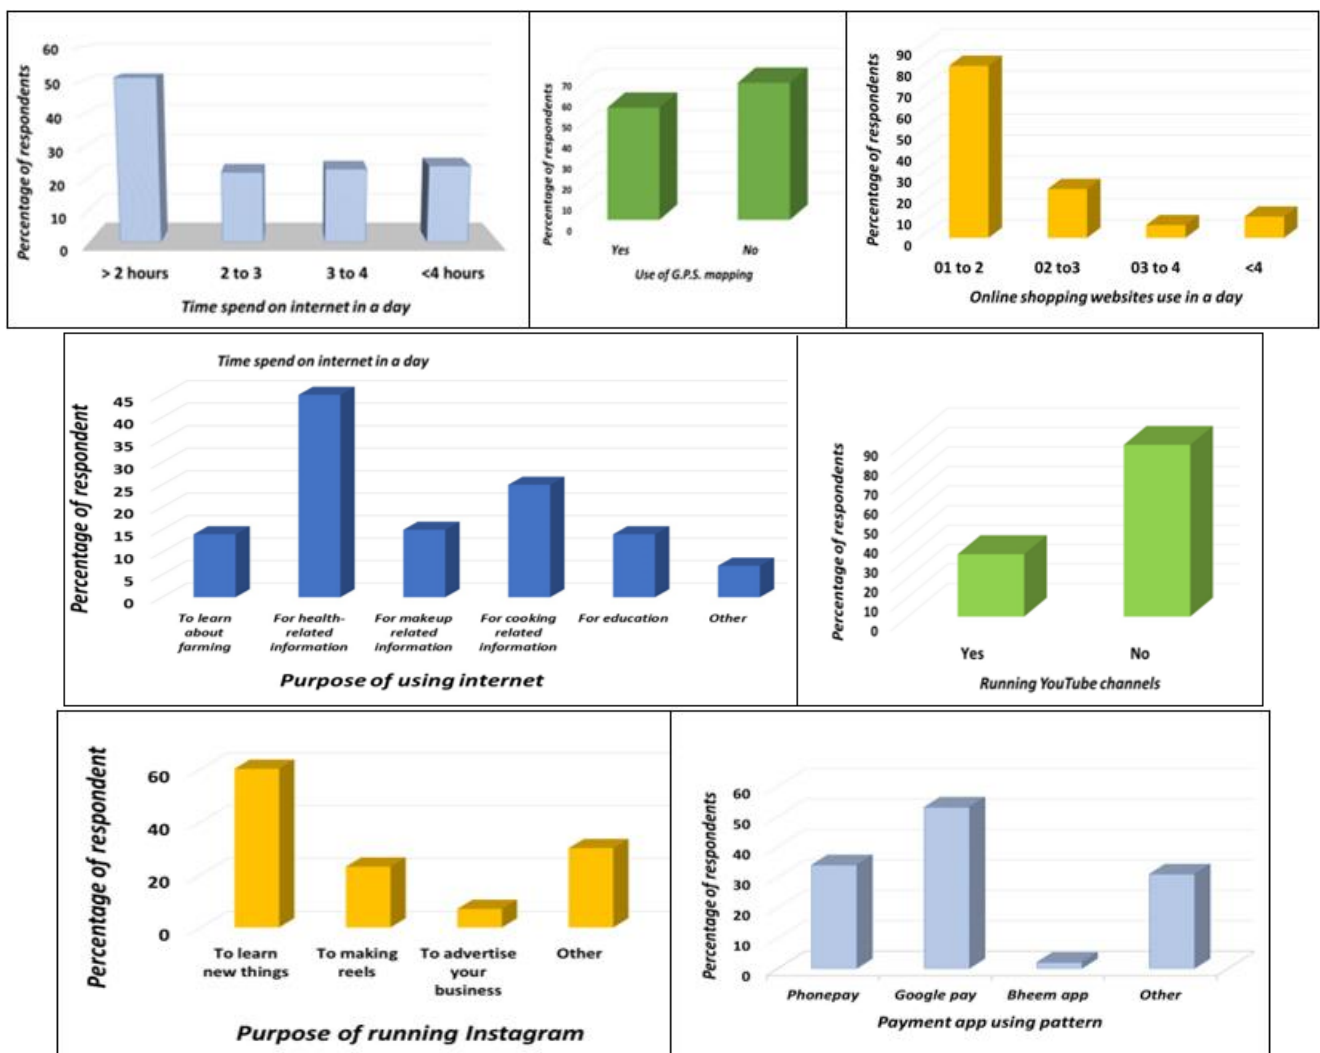 Percentage of respondents
60
50
40
30
20
10
0
> 2 hours 2 to 3 3 to 4 <4 hours
Time spend on internet in a day
Percentage of respondents
70
60
50
40
30
20
10
0
Yes No
Use of G.P.S. mapping
Percentage of respondents
90
80
70
60
50
40
30
20
10
0
01 to 2 02 to3 03 to 4 <4
Online shopping websites use in a day
Time spend on internet in a day
Percentage of respondent
45
40
35
30
25
20
15
10
5
0
To learn about farming
For health-related information
For makeup related information
For cooking related information
For education
Other
Purpose of using internet
Percentage of respondents
90
80
70
60
50
40
30
20
10
0
Yes No
Running YouTube channels
Percentage of respondent
60
40
20
0
To learn new things
To making reels
To advertise your business
Other
Purpose of running Instagram
Percentage of respondents
60
50
40
30
20
10
0
Phonepay Google pay Bheem app Other
Payment app using pattern